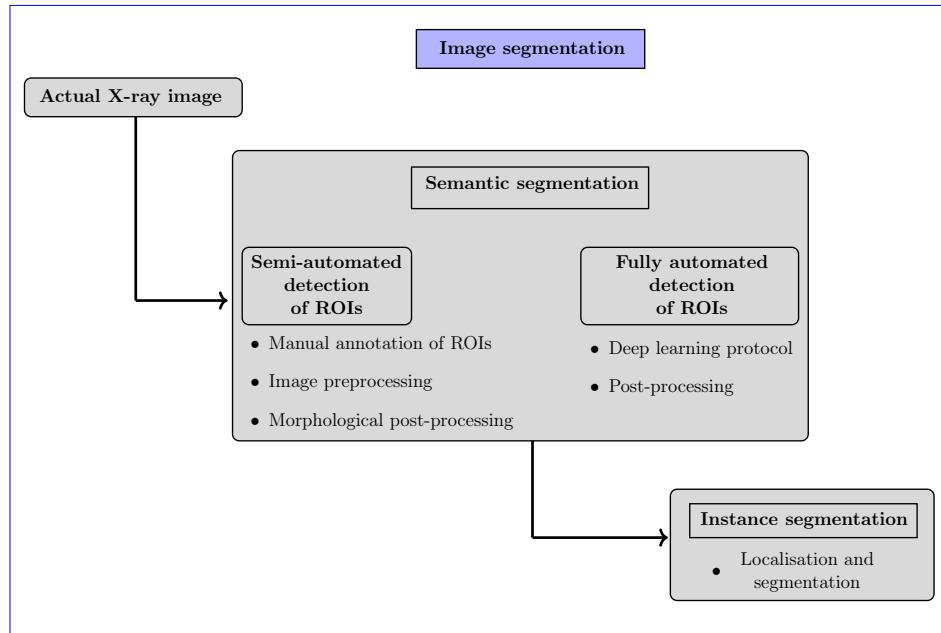 Image segmentation
Actual X-ray image
Semantic segmentation
Semi-automated
detection
of ROIs
• Manual annotation of ROIs
• Image preprocessing
• Morphological post-processing
Fully automated
detection
of ROIs
• Deep learning protocol
• Post-processing
Instance segmentation
• Localisation and
segmentation